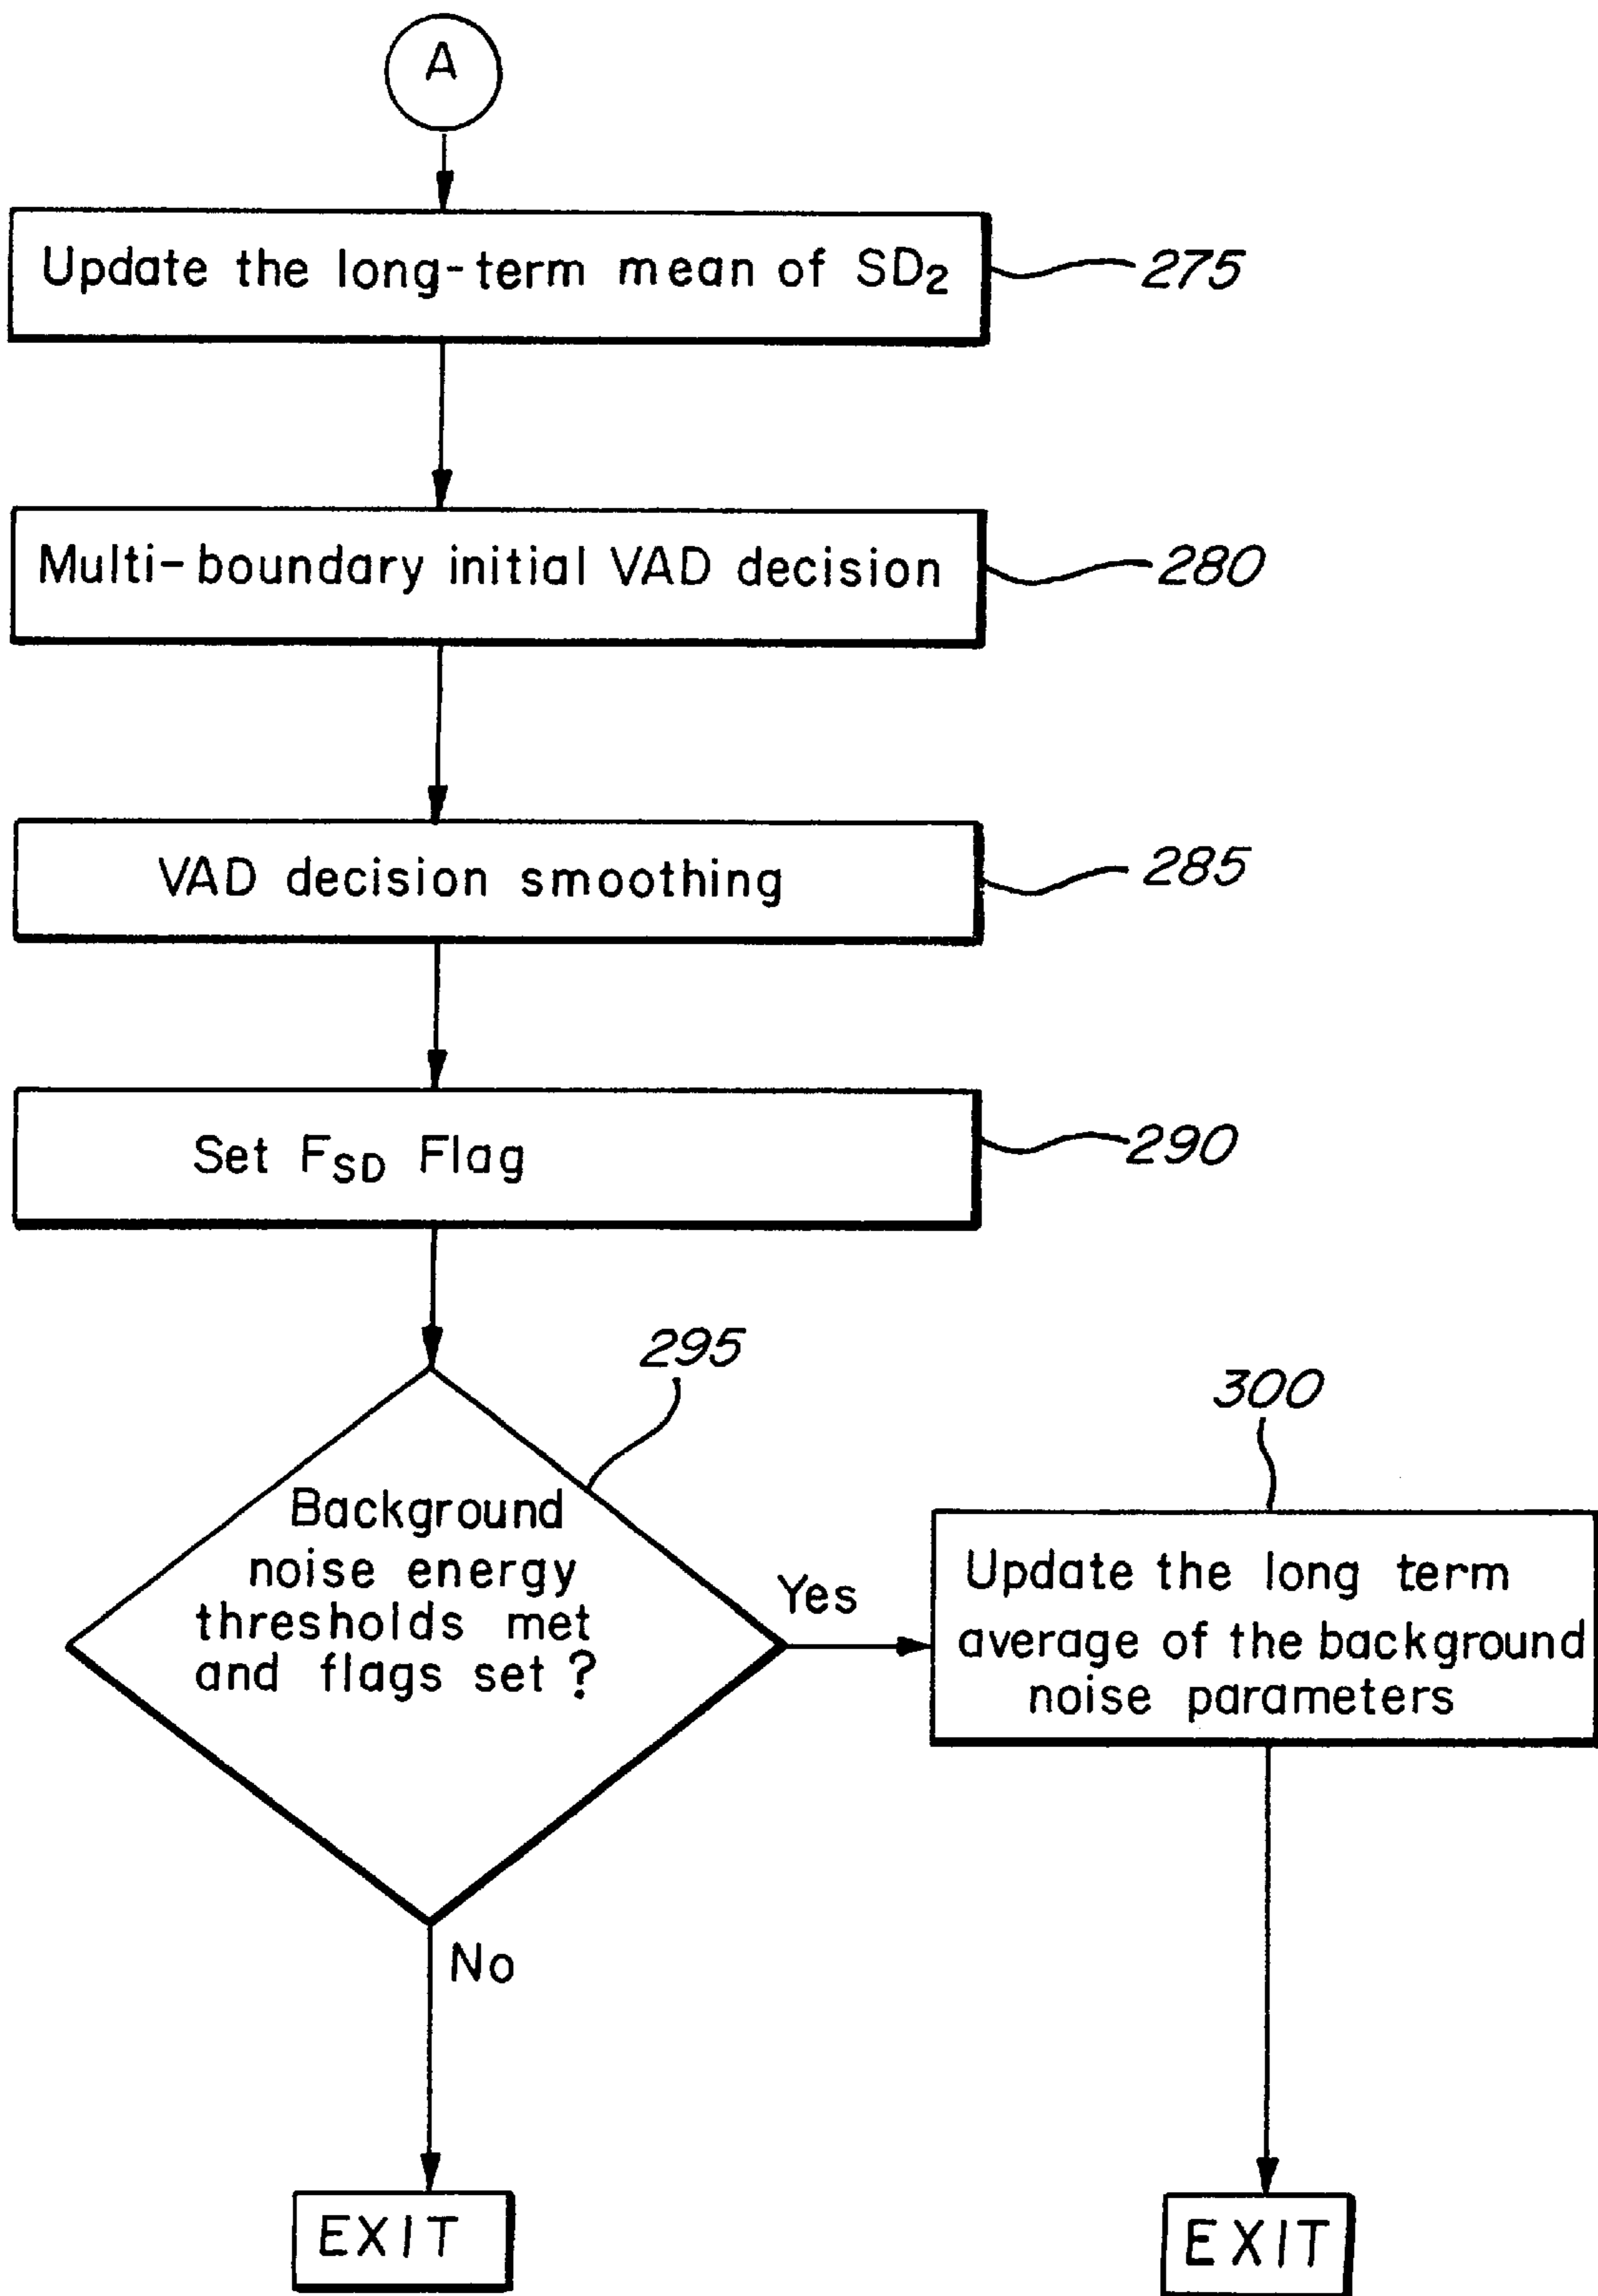 A
Update the long-term mean of SD₂
275
Multi-boundary initial VAD decision
280
VAD decision smoothing
285
Set F_SD Flag
290
295
Background
noise energy
thresholds met
and flags set?
Yes
No
300
Update the long term
average of the background
noise parameters
EXIT
EXIT